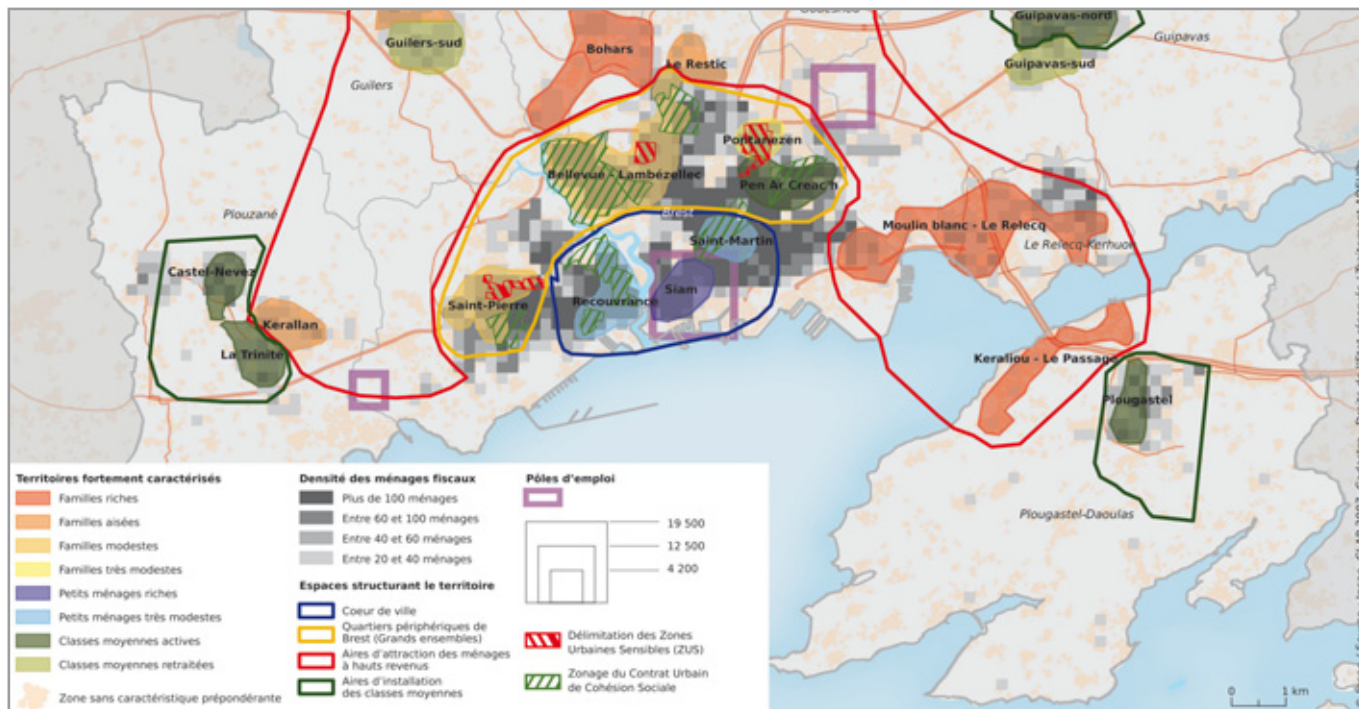 Gouesnou
Guipavas-nord
Guilers-sud
Bohars
Guipavas
Le Restic
Guipavas-sud
Guilers
Pontanezen
Bellevue - Lambézellec
Pen Ar Creac'h
Plouzané
Brest
Saint-Martin
Moulin blanc - Le Relecq
Le Relecq-Kerhuon
Castel-Nevez
Siam
Recouvrance
Saint-Pierre
Kerallan
La Trinité
Keraliou - Le Passage
Plougastel
Plougastel-Daoulas
Territoires fortement caractérisés
Familles riches
Familles aisées
Familles modestes
Familles très modestes
Petits ménages riches
Petits ménages très modestes
Classes moyennes actives
Classes moyennes retraitées
Zone sans caractéristique prépondérante
Densité des ménages fiscaux
Plus de 100 ménages
Entre 60 et 100 ménages
Entre 40 et 60 ménages
Entre 20 et 40 ménages
Espaces structurant le territoire
Coeur de ville
Quartiers périphériques de
Brest (Grands ensembles)
Aires d'attraction des ménages
à hauts revenus
Aires d'installation
des classes moyennes
Pôles d'emploi
19 500
12 500
4 200
Délimitation des Zones
Urbaines Sensibles (ZUS)
Zonage du Contrat Urbain
de Cohésion Sociale
0 1 km